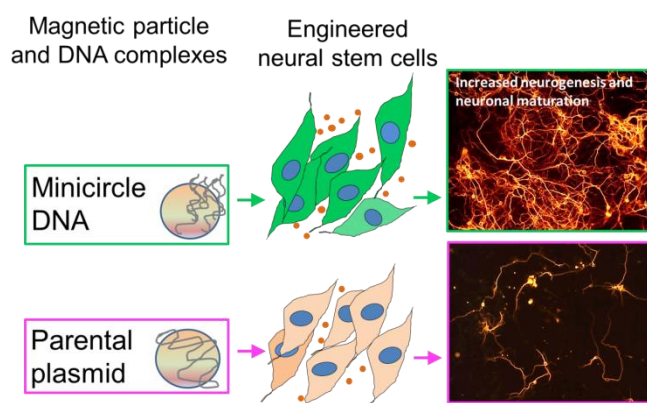 Magnetic particle
and DNA complexes
Engineered
neural stem cells
Increased neurogenesis and
neuronal maturation
Minicircle
DNA
Parental
plasmid